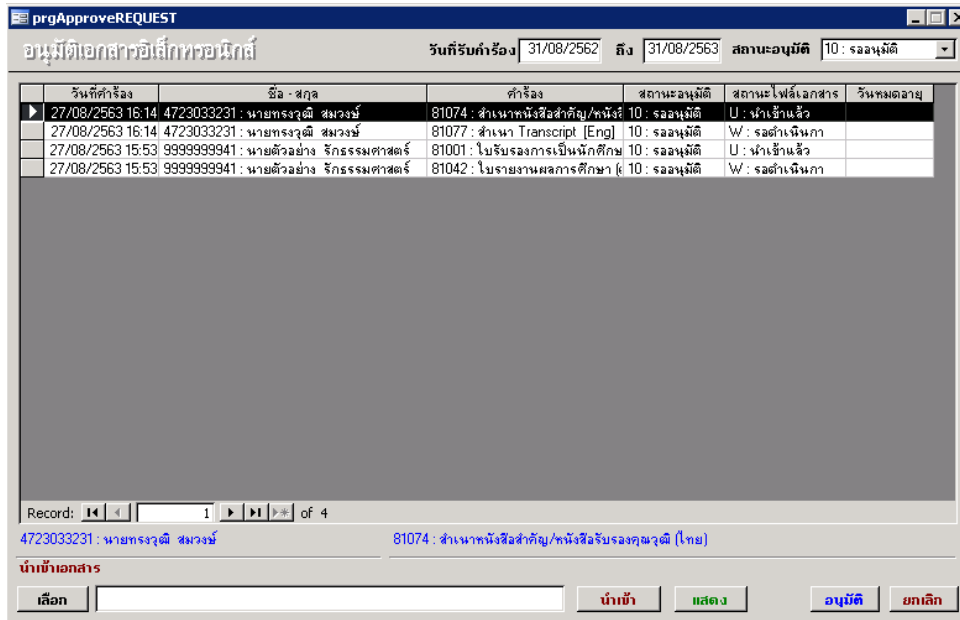 prgApproveREQUEST
อนุมัติเอกสารอิเล็กทรอนิกส์ วันที่รับคำร้อง 31/08/2562 ถึง 31/08/2563 สถานะอนุมัติ 10 : รออนุมัติ
วันที่คำร้อง ชื่อ - สกุล คำร้อง สถานะอนุมัติ สถานะไฟล์เอกสาร วันหมดอายุ
27/08/2563 16:14 4723033231 : นายทรงวุฒิ สมวงษ์ 81074 : สำเนาหนังสือสำคัญ/หนังสื 10 : รออนุมัติ U : นำเข้าแล้ว
27/08/2563 16:14 4723033231 : นายทรงวุฒิ สมวงษ์ 81077 : สำเนา Transcript [Eng] 10 : รออนุมัติ W : รอดำเนินกา
27/08/2563 15:53 9999999941 : นายตัวอย่าง รักธรรมศาสตร์ 81001 : ใบรับรองการเป็นนักศึกษ 10 : รออนุมัติ U : นำเข้าแล้ว
27/08/2563 15:53 9999999941 : นายตัวอย่าง รักธรรมศาสตร์ 81042 : ใบรายงานผลการศึกษา 10 : รออนุมัติ W : รอดำเนินกา
Record: 1 of 4
4723033231 : นายทรงวุฒิ สมวงษ์ 81074 : สำเนาหนังสือสำคัญ/หนังสือรับรองคุณวุฒิ (ไทย)
นำเข้าเอกสาร
เลือก นำเข้า แสดง อนุมัติ ยกเลิก